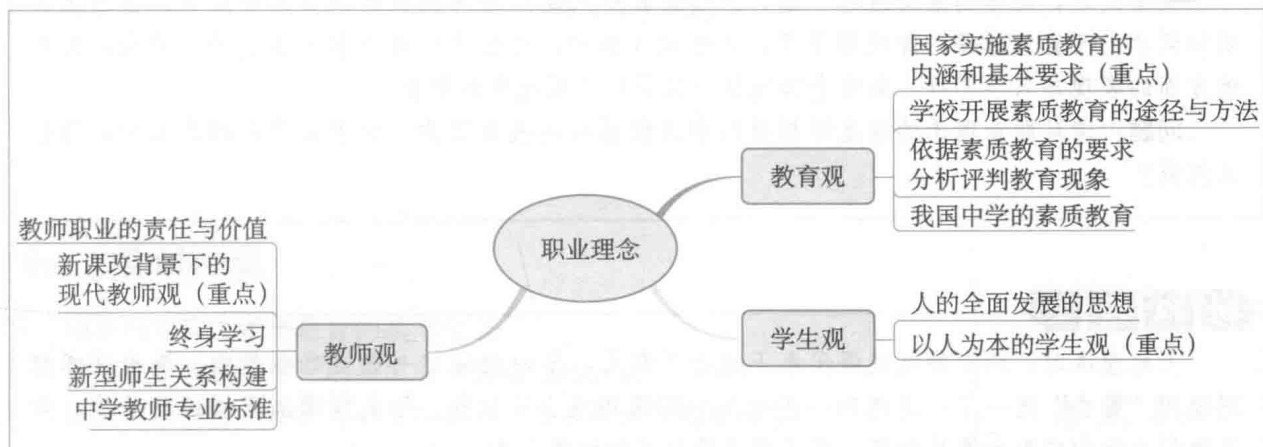 国家实施素质教育的
内涵和基本要求（重点）
学校开展素质教育的途径与方法
教育观
依据素质教育的要求
分析评判教育现象
我国中学的素质教育
职业理念
教师职业的责任与价值
新课改背景下的
现代教师观（重点）
终身学习
教师观
新型师生关系构建
中学教师专业标准
学生观
人的全面发展的思想
以人为本的学生观（重点）